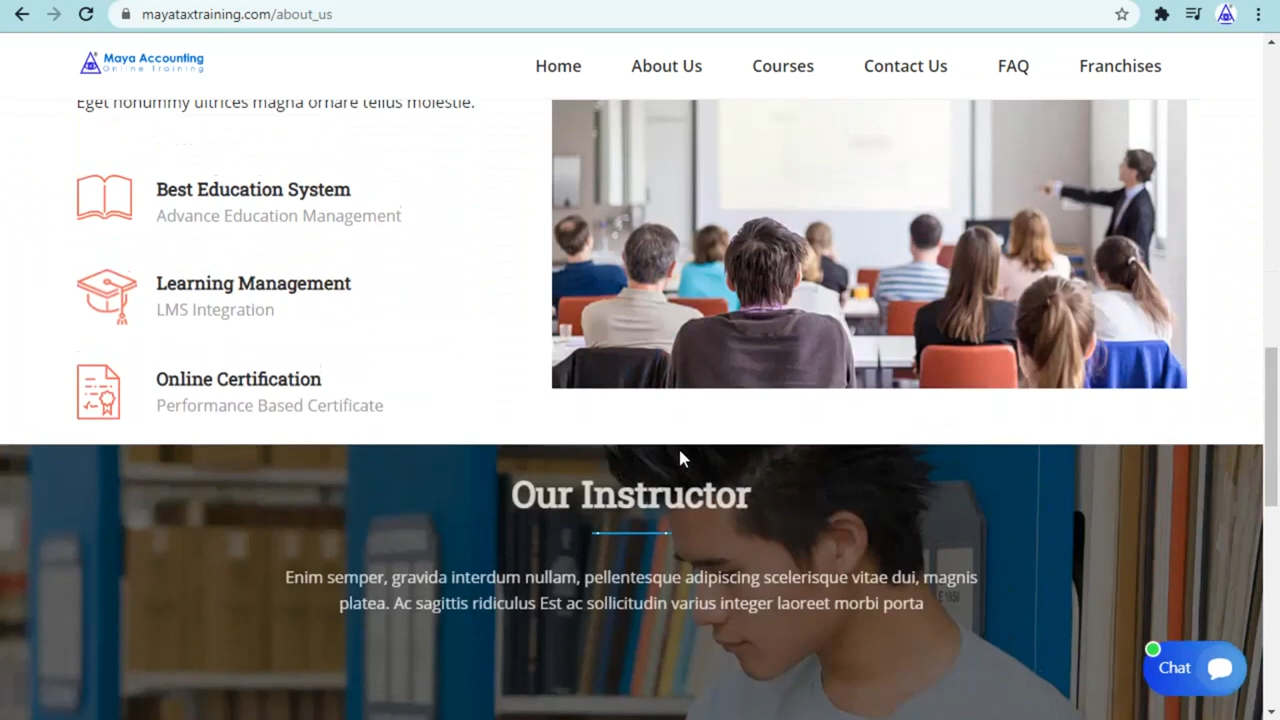 mayataxtraining.com/about_us
Maya Accounting
Online Training
Home About Us Courses Contact Us FAQ Franchises
Eget nonummy ultrices magna ornare tellus molestie.
Best Education System
Advance Education Management
Learning Management
LMS Integration
Online Certification
Performance Based Certificate
Our Instructor
Enim semper, gravida interdum nullam, pellentesque adipiscing scelerisque vitae dui, magnis
platea. Ac sagittis ridiculus Est ac sollicitudin varius integer laoreet morbi porta
E 1950
Chat